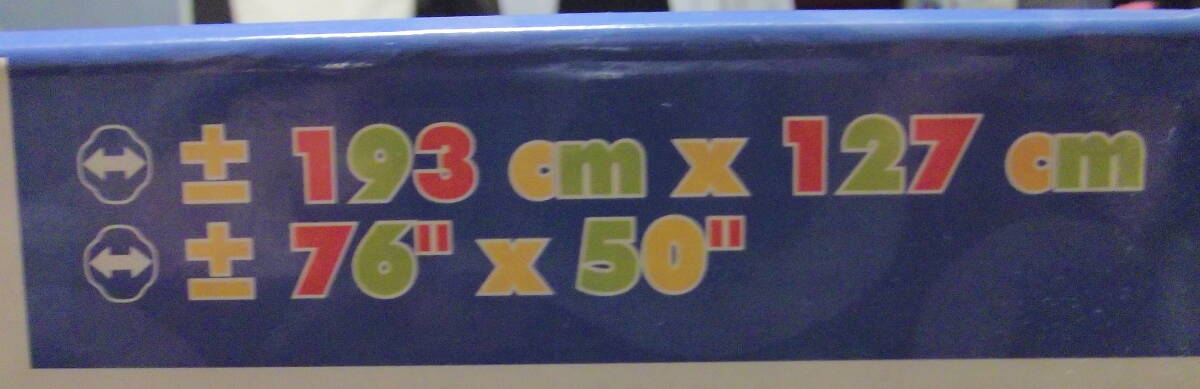 ± 193 cm x 127 cm
± 76" x 50"